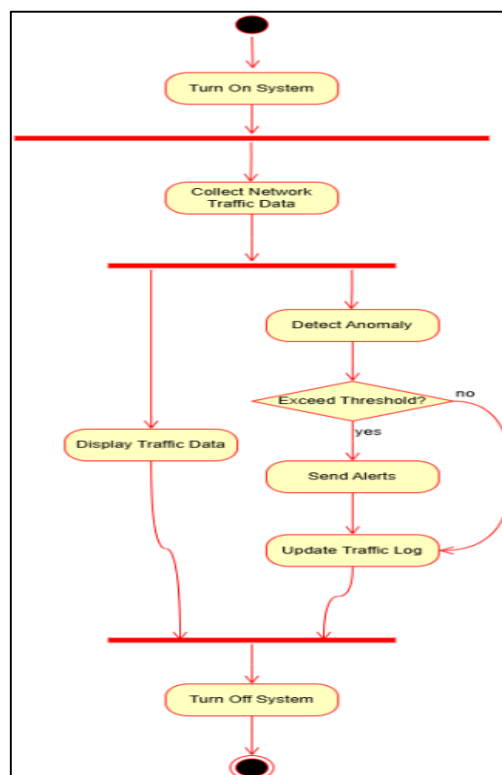 Turn On System
Collect Network
Traffic Data
Detect Anomaly
Exceed Threshold?
no
yes
Display Traffic Data
Send Alerts
Update Traffic Log
Turn Off System